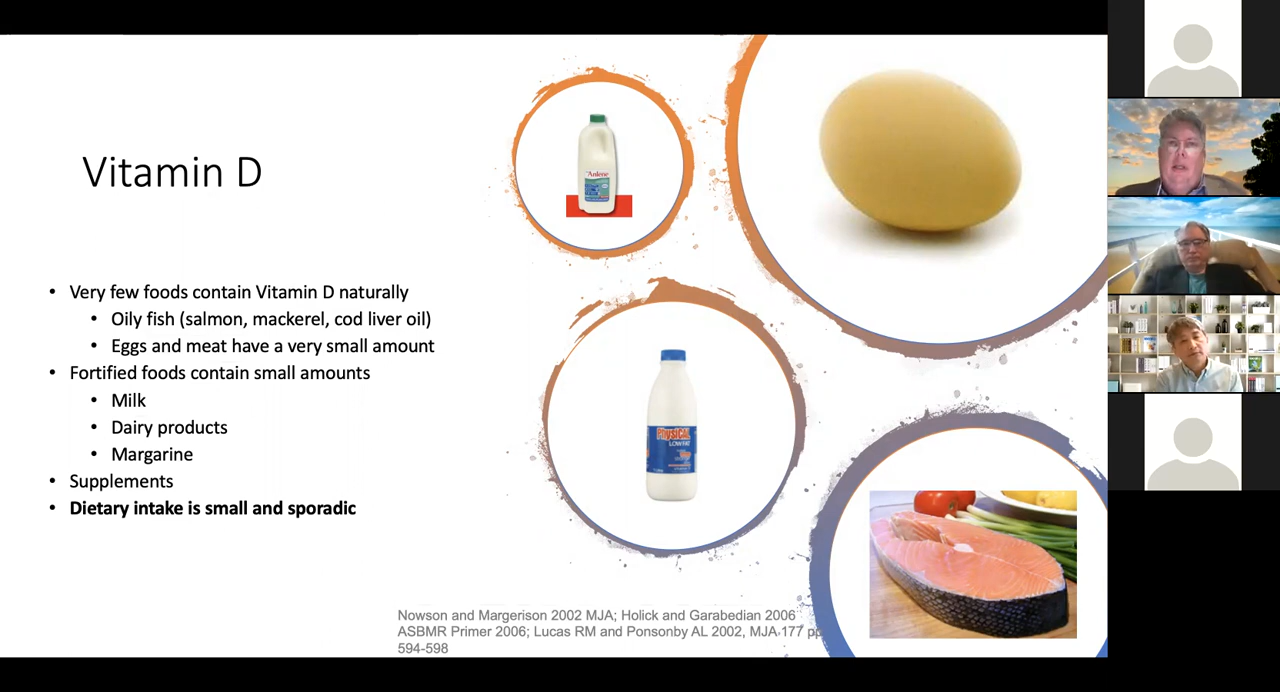 Vitamin D
• Very few foods contain Vitamin D naturally
• Oily fish (salmon, mackerel, cod liver oil)
• Eggs and meat have a very small amount
• Fortified foods contain small amounts
• Milk
• Dairy products
• Margarine
• Supplements
• Dietary intake is small and sporadic
Anlene
PhysiCAL
LOW FAT
Nowson and Margerison 2002 MJA; Holick and Garabedian 2006
ASBMR Primer 2006; Lucas RM and Ponsonby AL 2002, MJA 177 pp
594-598